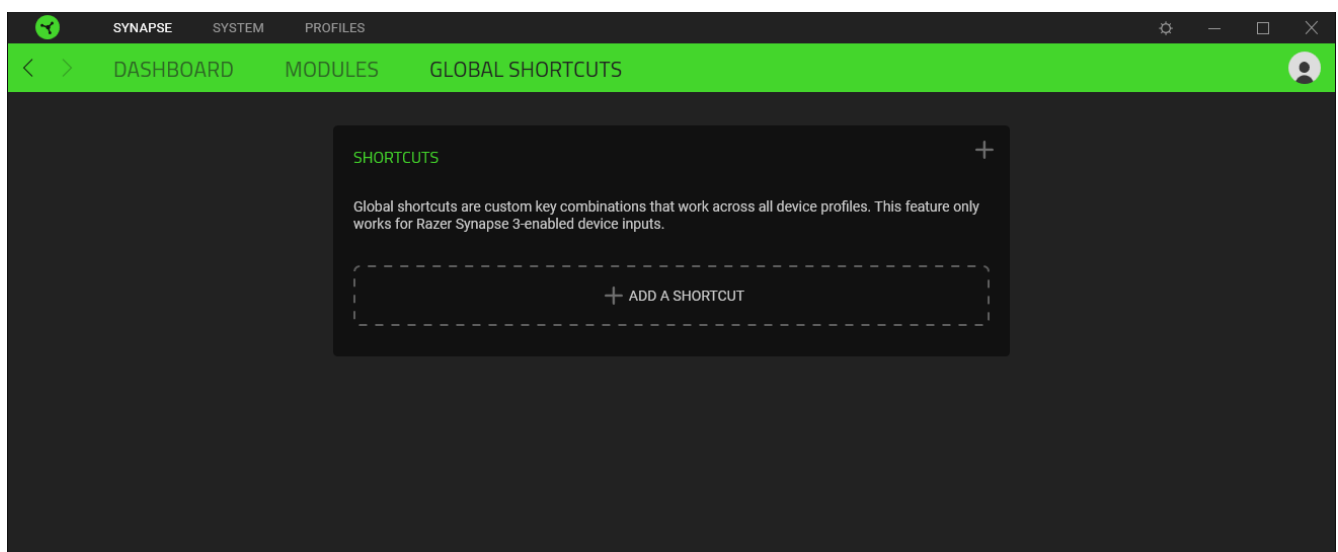 SYNAPSE SYSTEM PROFILES
DASHBOARD MODULES GLOBAL SHORTCUTS
SHORTCUTS
Global shortcuts are custom key combinations that work across all device profiles. This feature only
works for Razer Synapse 3-enabled device inputs.
ADD A SHORTCUT